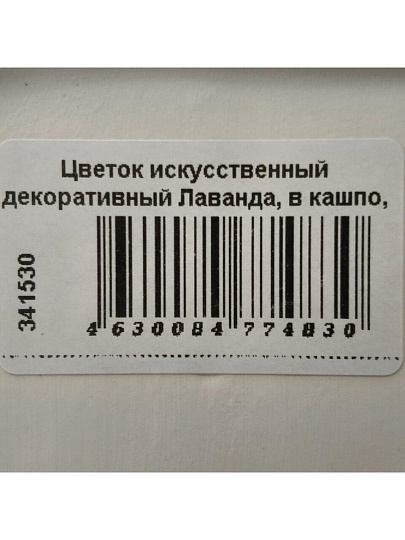 Цветок искусственный
декоративный Лаванда, в кашпо,
341530
4 630084 774830